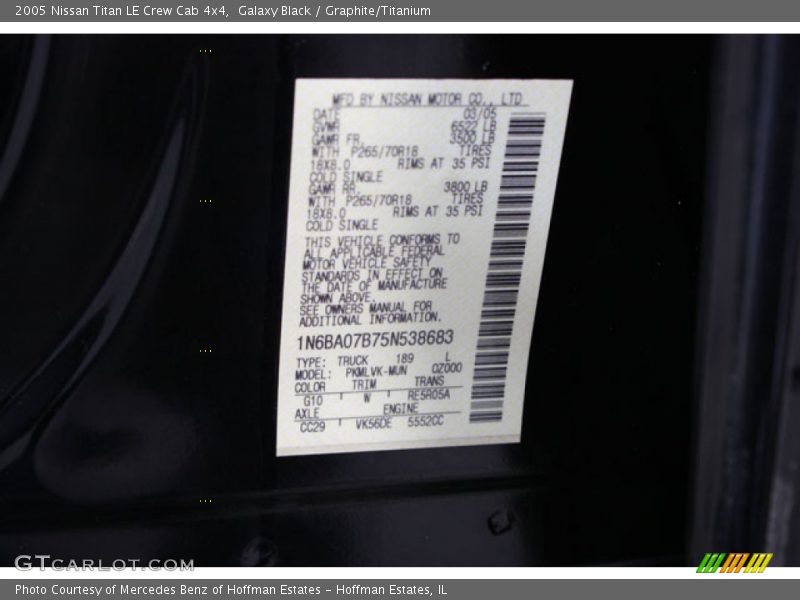 2005 Nissan Titan LE Crew Cab 4x4,  Galaxy Black / Graphite/Titanium
MFD BY NISSAN MOTOR CO., LTD
DATE 03/05
GVWR 6522 LB
GAWR FR. 3500 LB
WITH P265/70R18 TIRES
18X8.0 RIMS AT 35 PSI
COLD SINGLE
GAWR RR. 3800 LB
WITH P265/70R18 TIRES
18X8.0 RIMS AT 35 PSI
COLD SINGLE
THIS VEHICLE CONFORMS TO
ALL APPLICABLE FEDERAL
MOTOR VEHICLE SAFETY
STANDARDS IN EFFECT ON
THE DATE OF MANUFACTURE
SHOWN ABOVE.
SEE OWNERS MANUAL FOR
ADDITIONAL INFORMATION.
1N6BA07B75N538683
TYPE: TRUCK 189 L
MODEL: PKMLVK-MUN 0Z000
COLOR TRIM TRANS
G10 W RE5R05A
AXLE ENGINE
CC29 VK56DE 5552CC
GTCARLOT.COM
Photo Courtesy of Mercedes Benz of Hoffman Estates - Hoffman Estates, IL